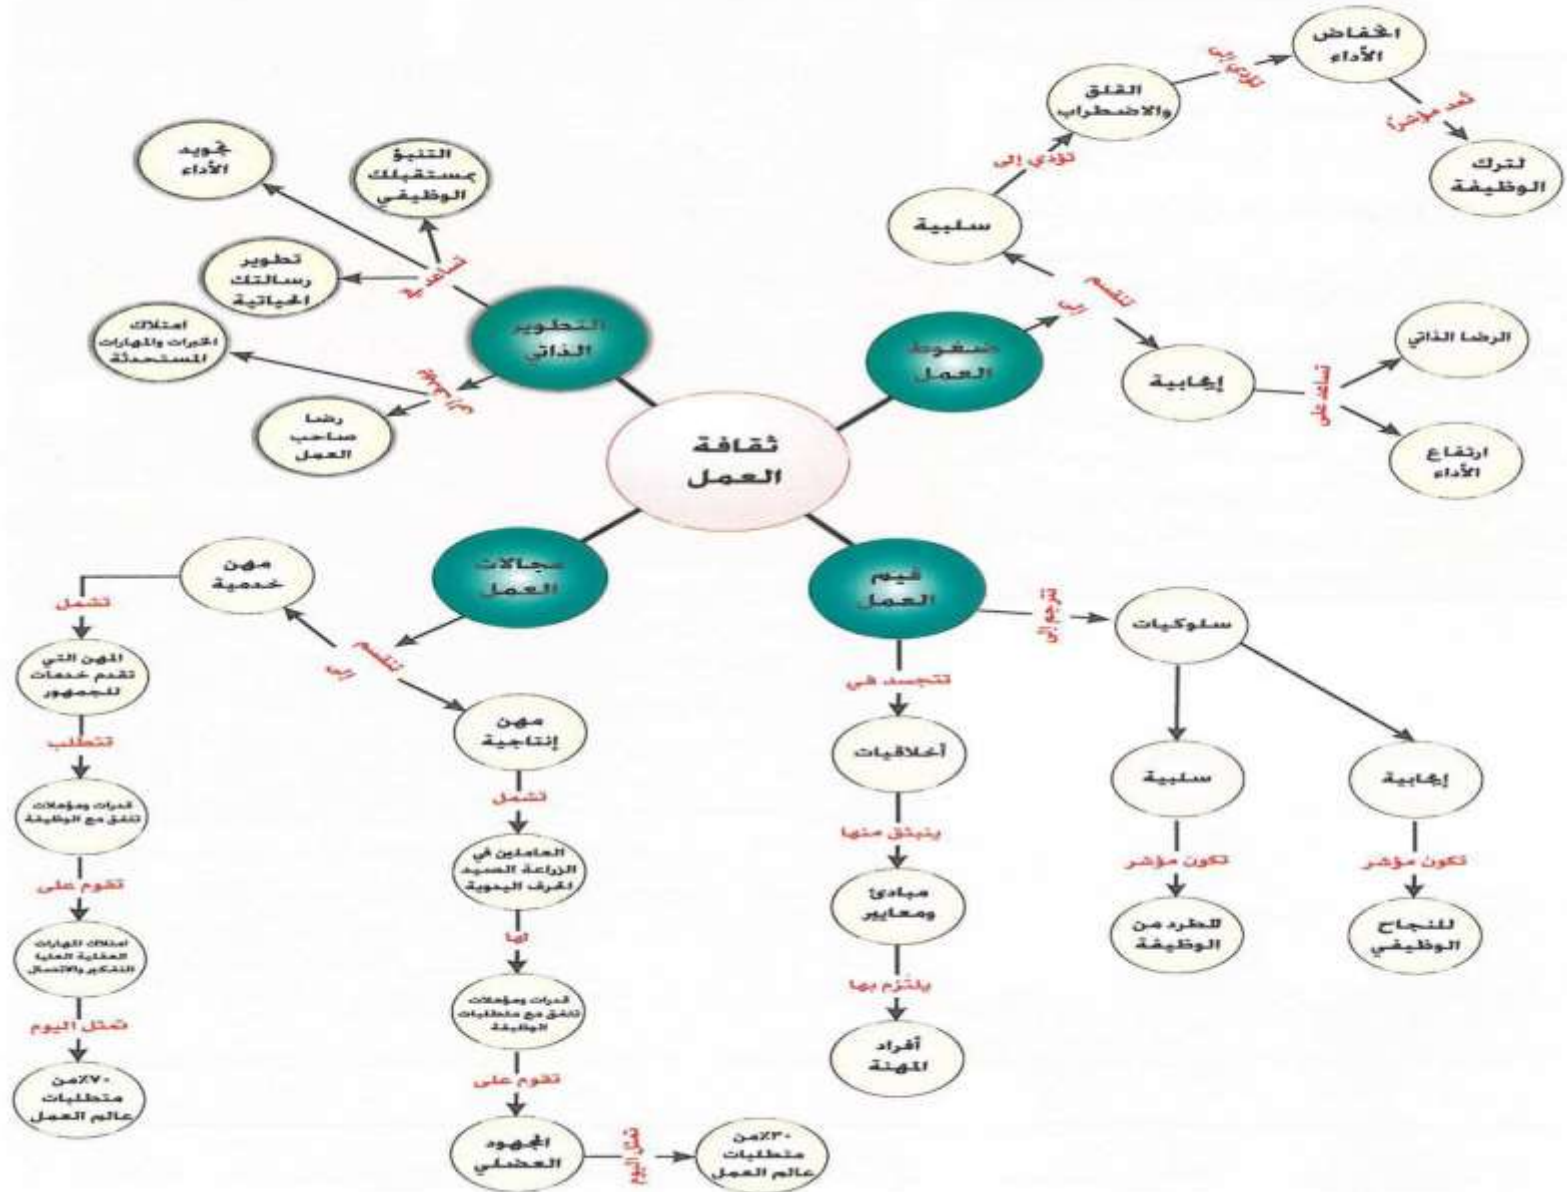 ثقافة
العمل
ضغوط
العمل
تنقسم
إلى
سلبية
تؤدي إلى
القلق
والاضطراب
تؤدي إلى
انخفاض
الأداء
تُعد مؤشرًا
لترك
الوظيفة
إيجابية
تساعد على
الرضا الذاتي
ارتفاع
الأداء
التطوير
الذاتي
تساعد في
التنبؤ
بمستقبلك
الوظيفي
تجويد
الأداء
تطوير
رسالتك
الحياتية
يهدف إلى
امتلاك
الخبرات والمهارات
المستحدثة
رضا
صاحب
العمل
قيم
العمل
تترجم إلى
سلوكيات
إيجابية
تكون مؤشر
للنجاح
الوظيفي
سلبية
تكون مؤشر
للطرد من
الوظيفة
تتجسد في
أخلاقيات
ينبثق منها
مبادئ
ومعايير
يلتزم بها
أفراد
المهنة
مجالات
العمل
تنقسم
إلى
مهن
إنتاجية
تشمل
العاملين في
الزراعة الصيد
الحرف اليدوية
لها
قدرات ومؤهلات
تتفق مع متطلبات
الوظيفة
تقوم على
المجهود
العضلي
تمثل اليوم
٣٠٪ من
متطلبات
عالم العمل
مهن
خدمية
تشمل
المهن التي
تقدم خدمات
للجمهور
تتطلب
قدرات ومؤهلات
تتفق مع الوظيفة
تقوم على
امتلاك المهارات
العقلية العليا
التفكير والاتصال
تمثل اليوم
٧٠٪ من
متطلبات
عالم العمل